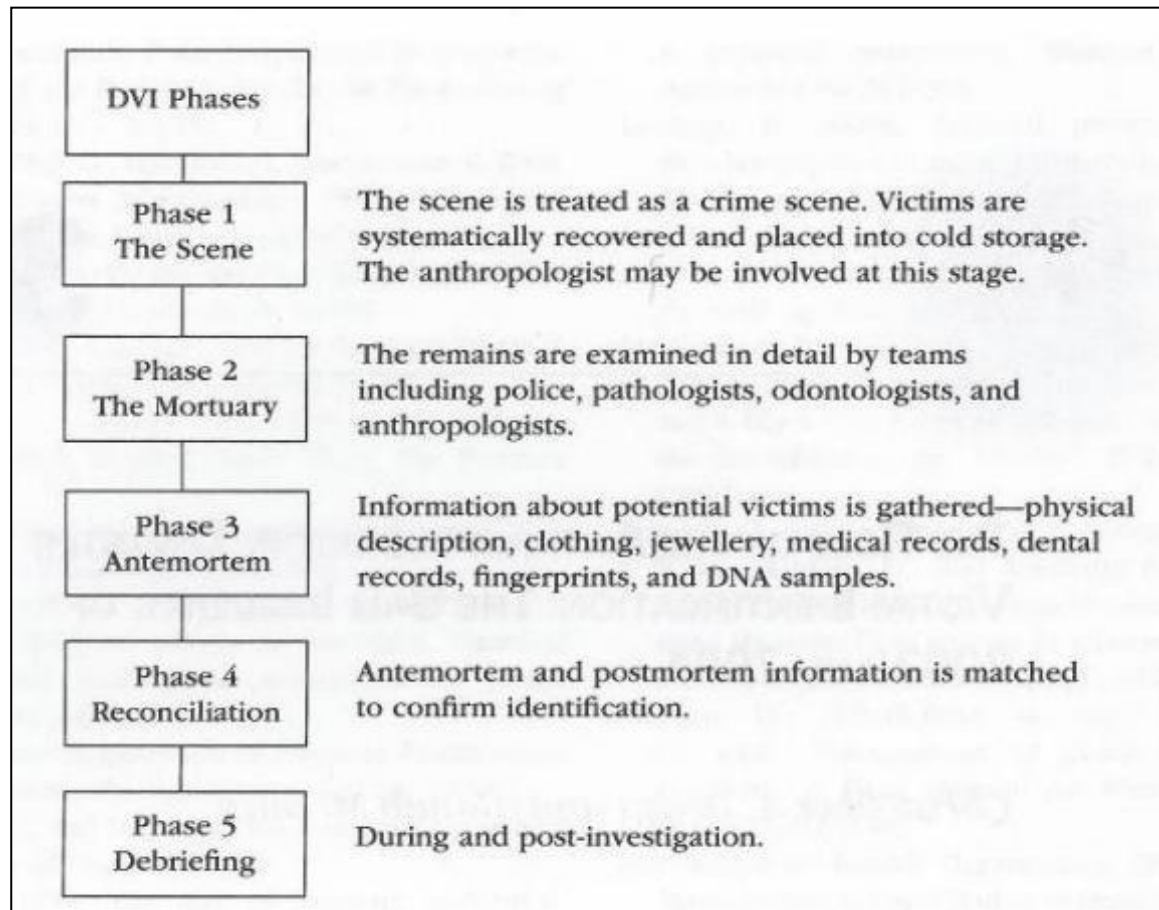 DVI Phases
Phase 1
The Scene
The scene is treated as a crime scene. Victims are
systematically recovered and placed into cold storage.
The anthropologist may be involved at this stage.
Phase 2
The Mortuary
The remains are examined in detail by teams
including police, pathologists, odontologists, and
anthropologists.
Phase 3
Antemortem
Information about potential victims is gathered—physical
description, clothing, jewellery, medical records, dental
records, fingerprints, and DNA samples.
Phase 4
Reconciliation
Antemortem and postmortem information is matched
to confirm identification.
Phase 5
Debriefing
During and post-investigation.